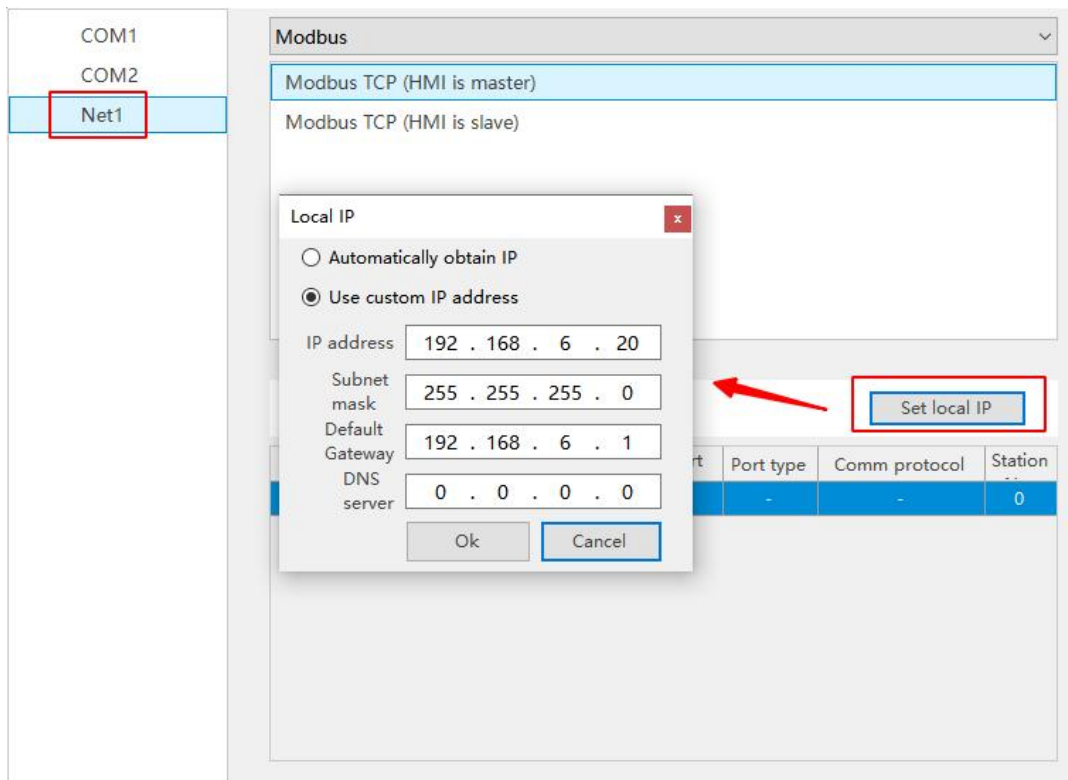 COM1
COM2
Net1
Modbus
Modbus TCP (HMI is master)
Modbus TCP (HMI is slave)
Local IP
x
Automatically obtain IP
Use custom IP address
IP address 192 . 168 . 6 . 20
Subnet
mask 255 . 255 . 255 . 0
Default
Gateway 192 . 168 . 6 . 1
DNS
server 0 . 0 . 0 . 0
Ok Cancel
Set local IP
Port type Comm protocol Station
- - 0